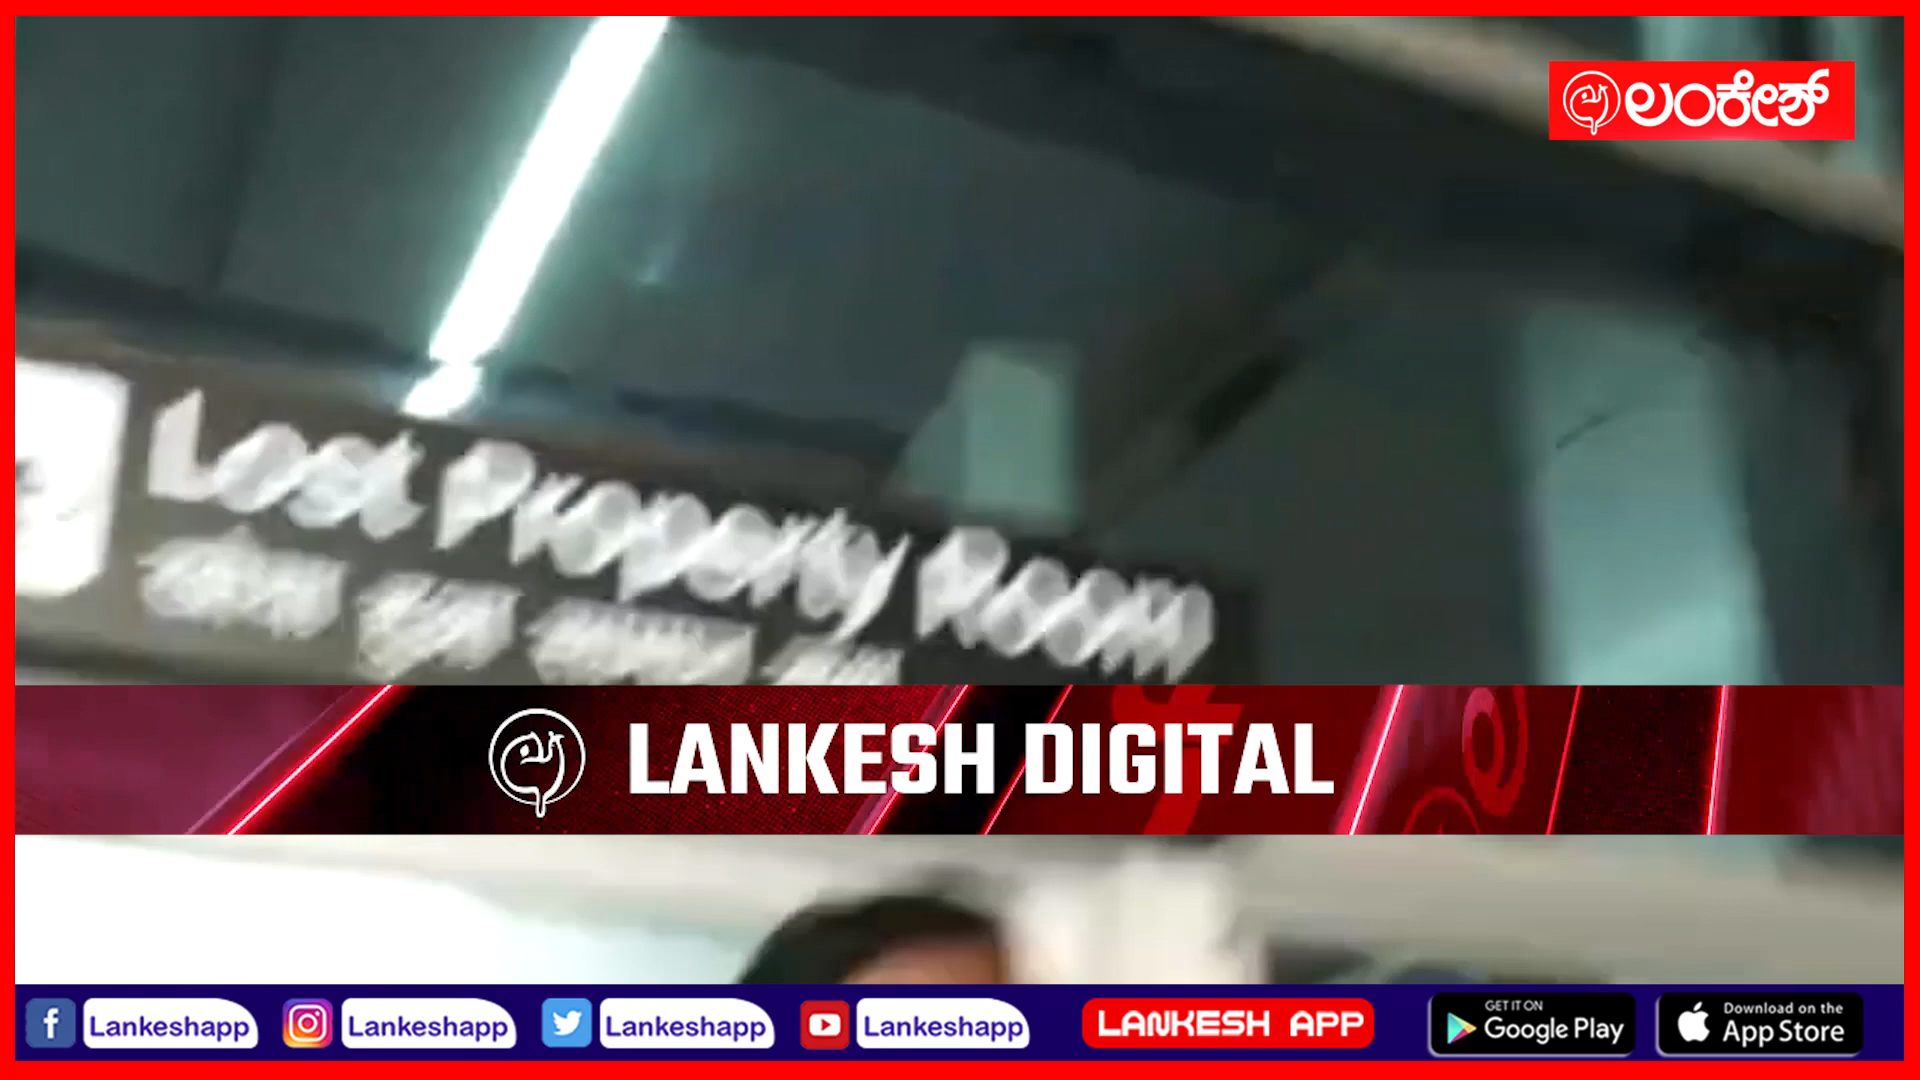 ಲಂಕೇಶ್
Lost Property Room
LANKESH DIGITAL
Lankeshapp
Lankeshapp
Lankeshapp
Lankeshapp
LANKESH APP
GET IT ON
Google Play
Download on the
App Store